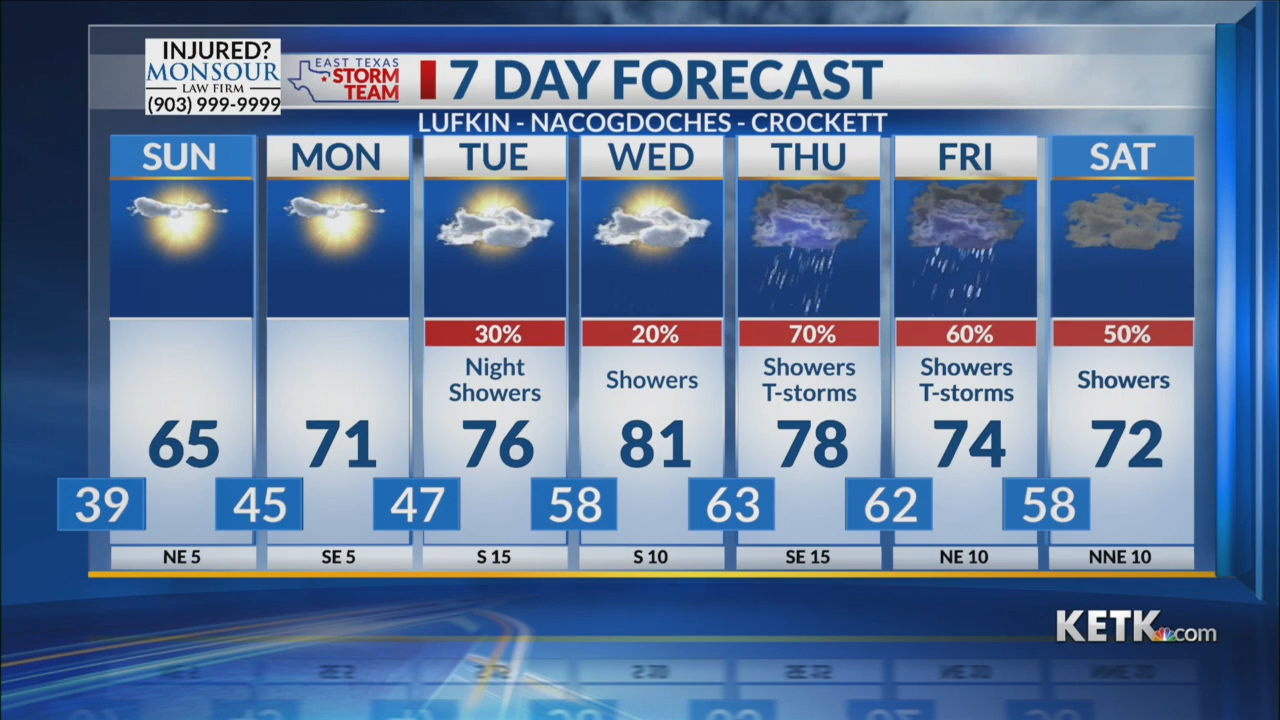 INJURED?
MONSOUR
LAW FIRM
(903) 999-9999
EAST TEXAS
STORM
TEAM
7 DAY FORECAST
LUFKIN - NACOGDOCHES - CROCKETT
SUN MON TUE WED THU FRI SAT
30% 20% 70% 60% 50%
Night Showers Showers Showers T-storms Showers T-storms Showers
65 71 76 81 78 74 72
39 45 47 58 63 62 58
NE 5 SE 5 S 15 S 10 SE 15 NE 10 NNE 10
KETK.com